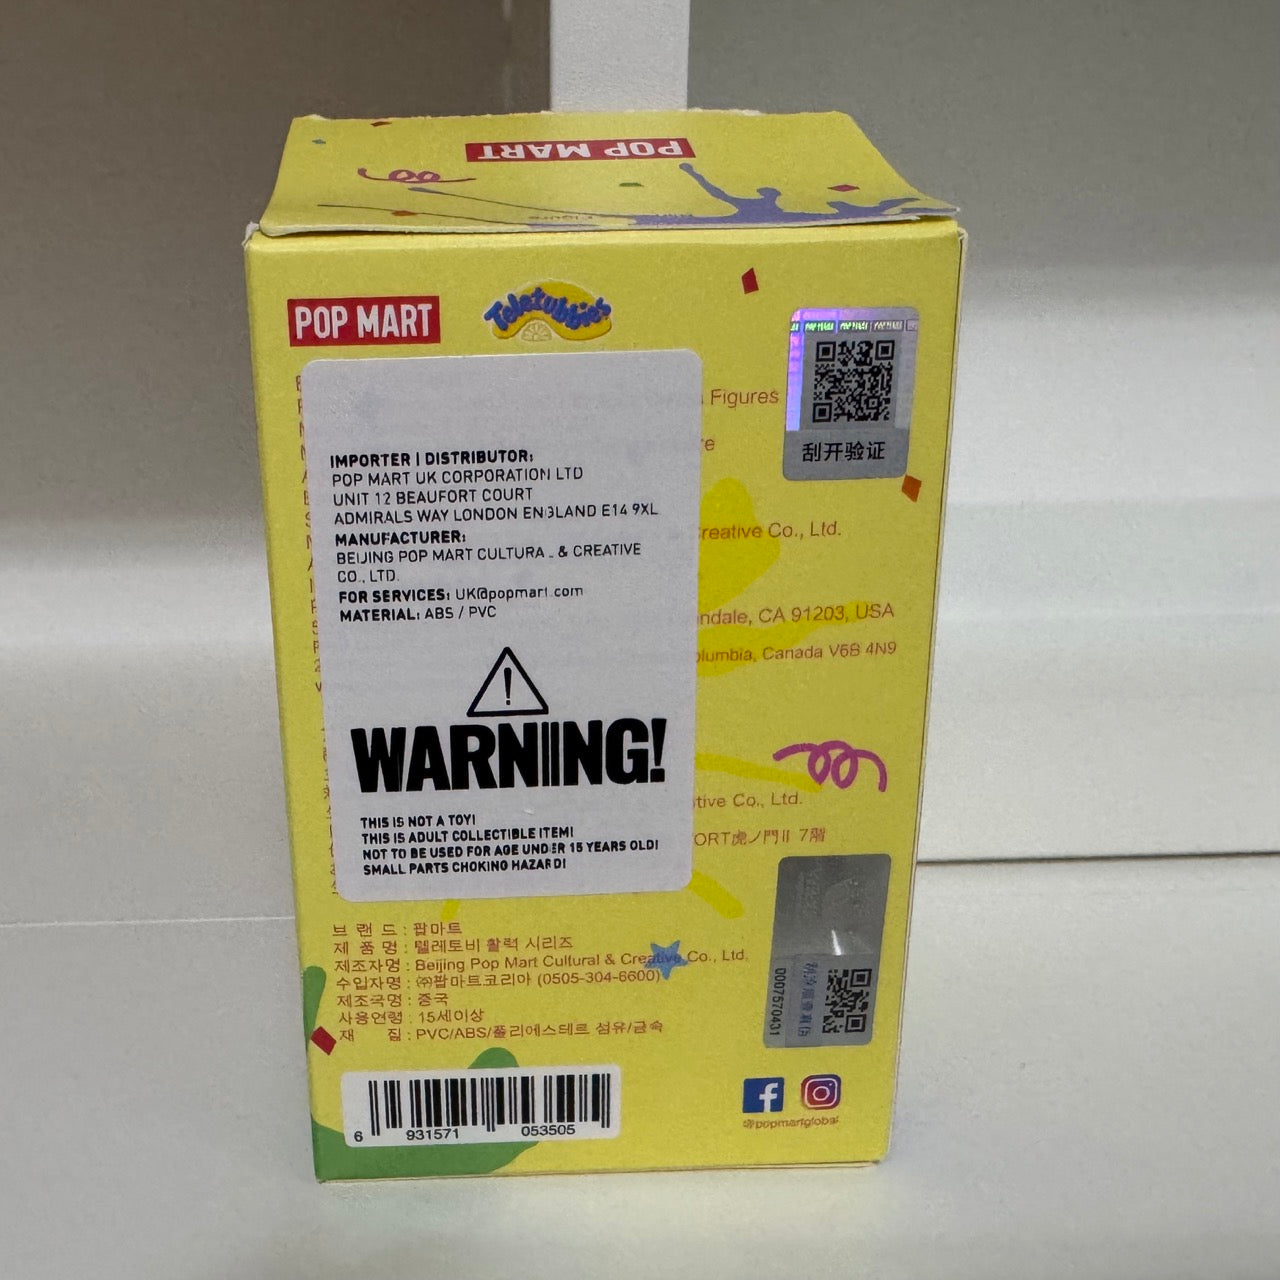 POP MART
POP MART
Teletubbies
Figures
刮开验证
IMPORTER | DISTRIBUTOR:
POP MART UK CORPORATION LTD
UNIT 12 BEAUFORT COURT
ADMIRALS WAY LONDON ENGLAND E14 9XL
MANUFACTURER:
BEIJING POP MART CULTURAL & CREATIVE
CO., LTD.
FOR SERVICES: UK@popmart.com
MATERIAL: ABS / PVC
WARNING!
THIS IS NOT A TOY!
THIS IS ADULT COLLECTIBLE ITEM!
NOT TO BE USED FOR AGE UNDER 15 YEARS OLD!
SMALL PARTS CHOKING HAZARD!
reative Co., Ltd.
ndale, CA 91203, USA
lumbia, Canada V6B 4N9
tive Co., Ltd.
ORT虎ノ門II 7階
브 랜 드 : 팝마트
제 품 명 : 텔레토비 활력 시리즈
제조자명 : Beijing Pop Mart Cultural & Creative Co., Ltd.
수입자명 : ㈜팝마트코리아 (0505-304-6600)
제조국명 : 중국
사용연령 : 15세이상
재 질 : PVC/ABS/폴리에스테르 섬유/금속
0007570431
6 931571 053505
@popmartglobal